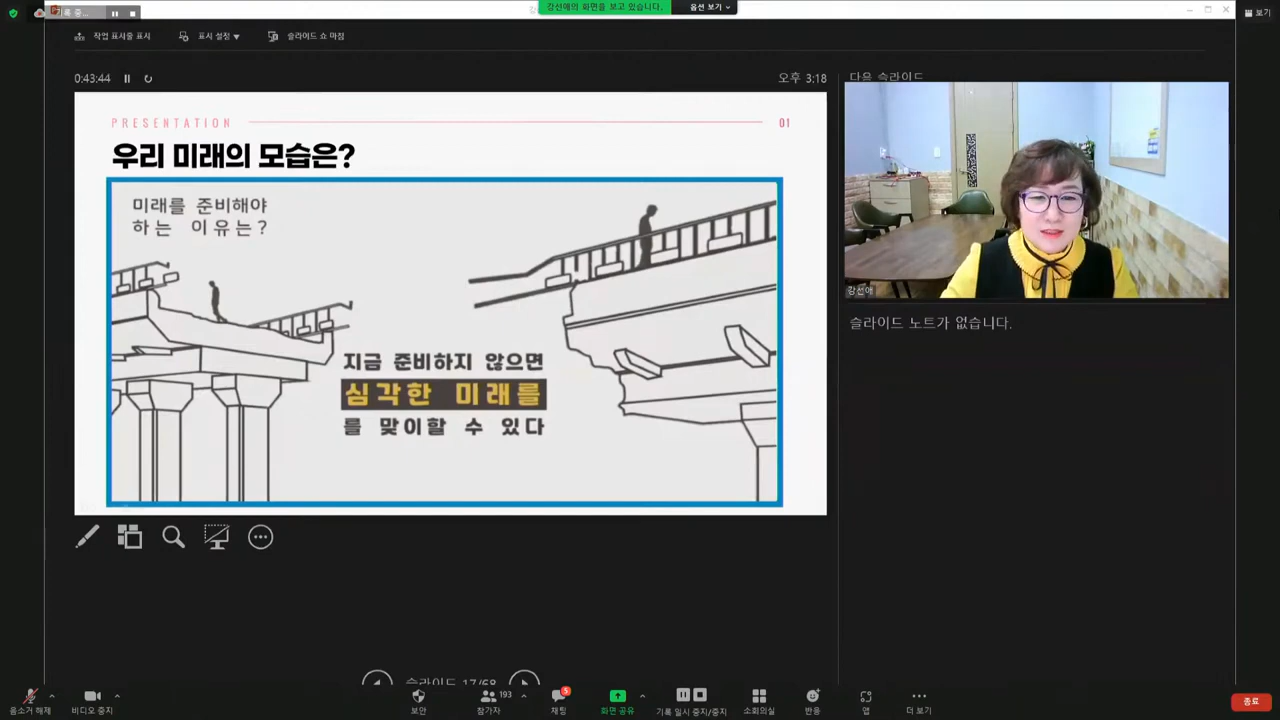 강선애의 화면을 보고 있습니다.
옵션 보기
보기
작업 표시줄 표시
표시 설정
슬라이드 쇼 마침
0:43:44
오후 3:18
다음 슬라이드
PRESENTATION
01
우리 미래의 모습은?
미래를 준비해야
하는 이유는?
지금 준비하지 않으면
심각한 미래를
를 맞이할 수 있다
강선애
슬라이드 노트가 없습니다.
슬라이드 17/68
음소거 해제
비디오 중지
보안
193
참가자
5
채팅
화면 공유
기록 일시 중지/중지
소회의실
반응
앱
더 보기
종료